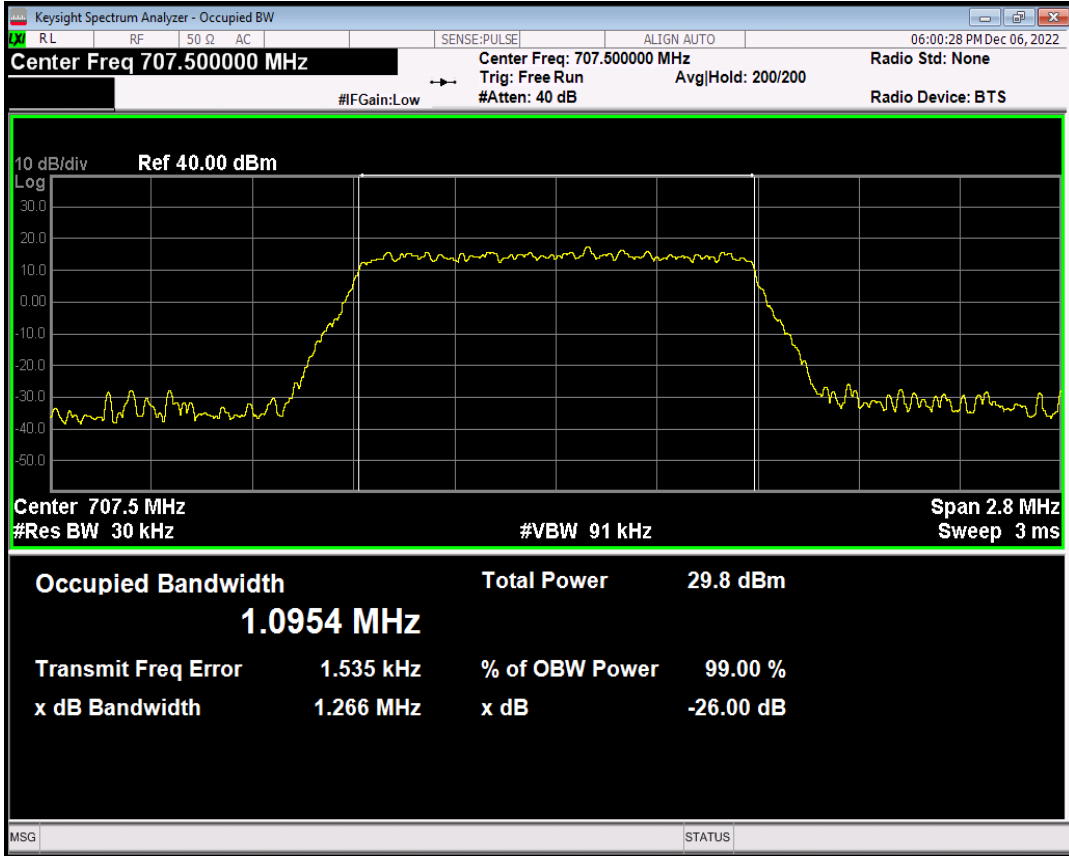 Keysight Spectrum Analyzer - Occupied BW
LXI RL RF 50 Ω AC SENSE:PULSE ALIGN AUTO 06:00:28 PM Dec 06, 2022
Center Freq 707.500000 MHz Center Freq: 707.500000 MHz Radio Std: None
Trig: Free Run Avg|Hold: 200/200
#IFGain:Low #Atten: 40 dB Radio Device: BTS
10 dB/div Ref 40.00 dBm
Log
30.0
20.0
10.0
0.00
-10.0
-20.0
-30.0
-40.0
-50.0
Center 707.5 MHz Span 2.8 MHz
#Res BW 30 kHz #VBW 91 kHz Sweep 3 ms
Occupied Bandwidth Total Power 29.8 dBm
1.0954 MHz
Transmit Freq Error 1.535 kHz % of OBW Power 99.00 %
x dB Bandwidth 1.266 MHz x dB -26.00 dB
MSG STATUS